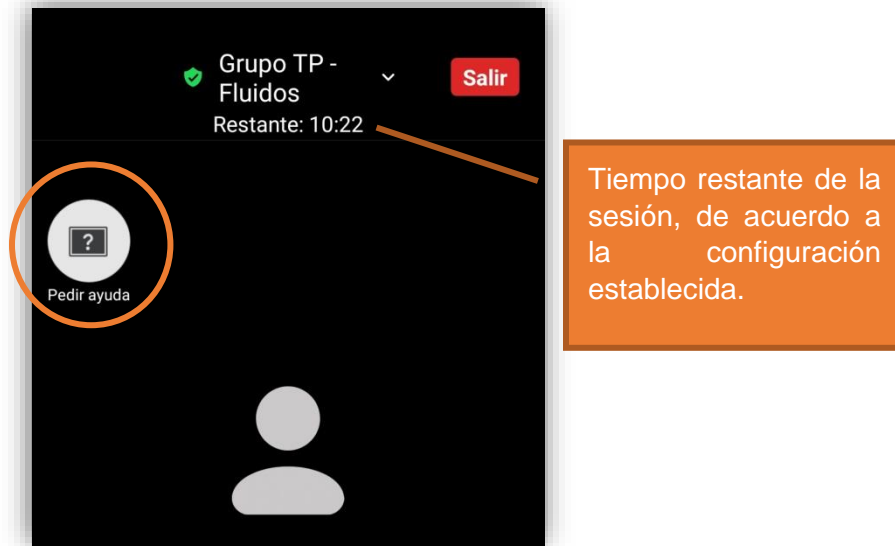 Grupo TP -
Fluidos
Salir
Restante: 10:22
?
Pedir ayuda
Tiempo restante de la
sesión, de acuerdo a
la configuración
establecida.